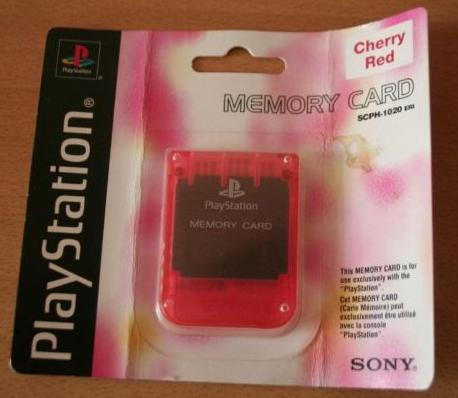 PlayStation
PlayStation®
Cherry
Red
MEMORY CARD
SCPH-1020 ERI
PlayStation
MEMORY CARD
This MEMORY CARD is for
use exclusively with the
"PlayStation".
Cet MEMORY CARD
(Carte Mémoire) peut
exclusivement être utilisé
avec la console
"PlayStation".
SONY®